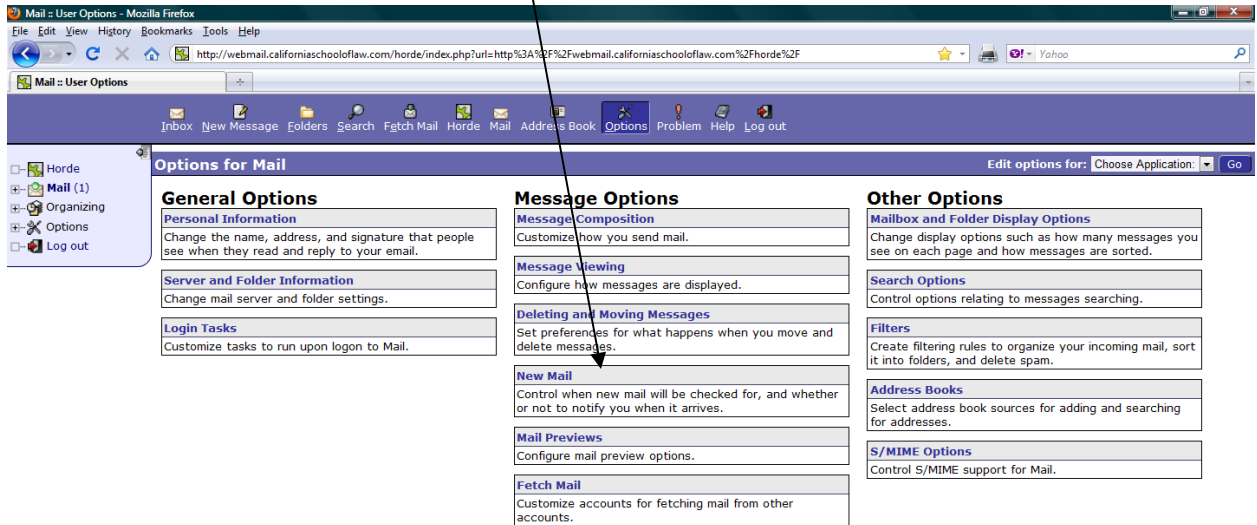 Mail :: User Options - Mozilla Firefox
File Edit View History Bookmarks Tools Help
http://webmail.californiaschooloflaw.com/horde/index.php?url=http%3A%2F%2Fwebmail.californiaschooloflaw.com%2Fhorde%2F
Yahoo
Mail :: User Options
Inbox New Message Folders Search Fetch Mail Horde Mail Address Book Options Problem Help Log out
Horde
Mail (1)
Organizing
Options
Log out
Options for Mail
Edit options for: Choose Application: Go
General Options
Personal Information
Change the name, address, and signature that people
see when they read and reply to your email.
Server and Folder Information
Change mail server and folder settings.
Login Tasks
Customize tasks to run upon logon to Mail.
Message Options
Message Composition
Customize how you send mail.
Message Viewing
Configure how messages are displayed.
Deleting and Moving Messages
Set preferences for what happens when you move and
delete messages.
New Mail
Control when new mail will be checked for, and whether
or not to notify you when it arrives.
Mail Previews
Configure mail preview options.
Fetch Mail
Customize accounts for fetching mail from other
accounts.
Other Options
Mailbox and Folder Display Options
Change display options such as how many messages you
see on each page and how messages are sorted.
Search Options
Control options relating to messages searching.
Filters
Create filtering rules to organize your incoming mail, sort
it into folders, and delete spam.
Address Books
Select address book sources for adding and searching
for addresses.
S/MIME Options
Control S/MIME support for Mail.